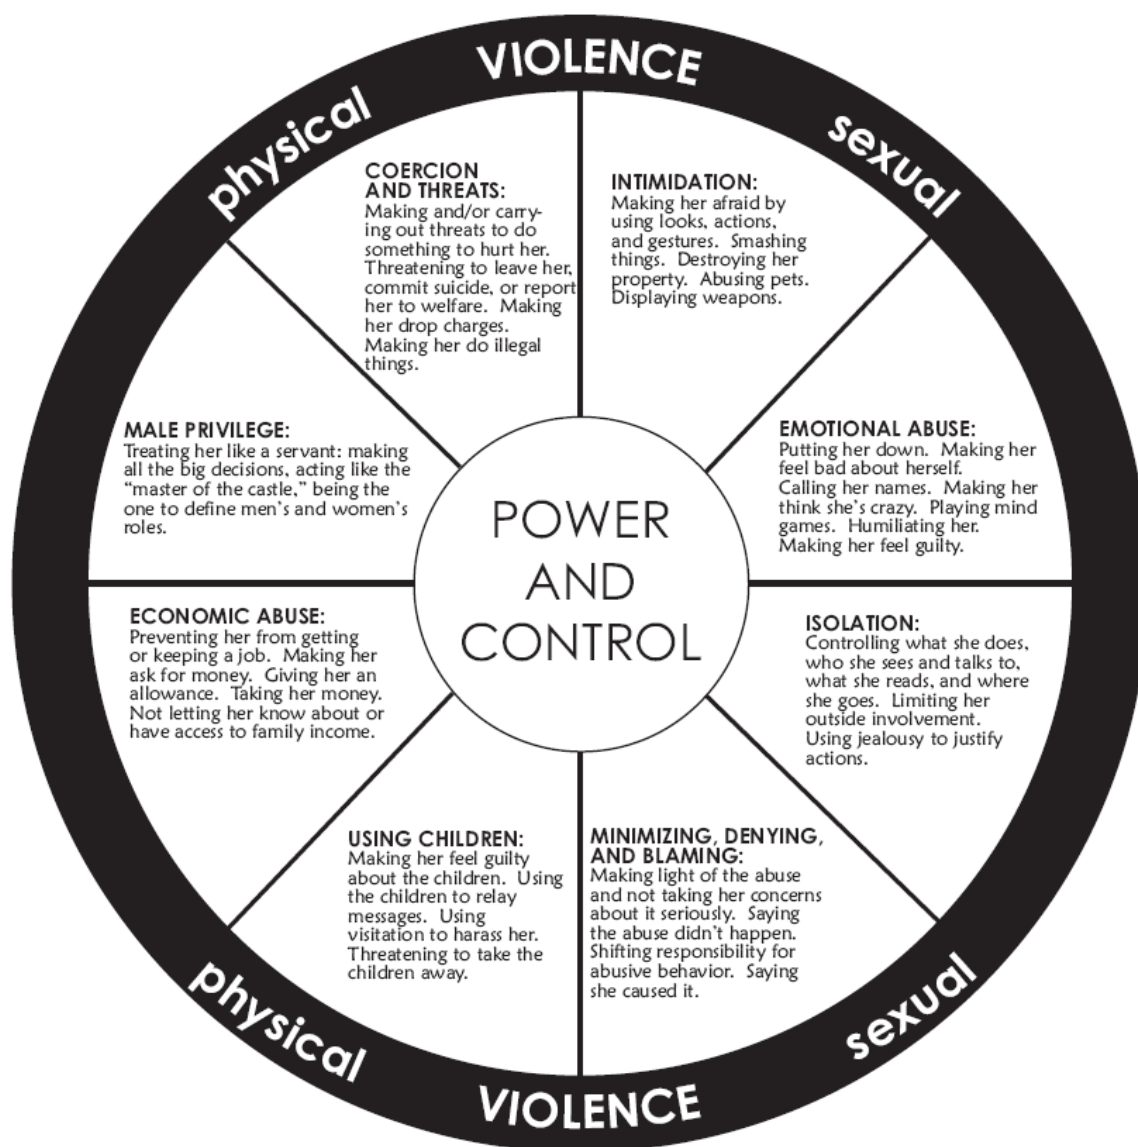 VIOLENCE
physical
sexual
COERCION
AND THREATS:
Making and/or carry-
ing out threats to do
something to hurt her.
Threatening to leave her,
commit suicide, or report
her to welfare. Making
her drop charges.
Making her do illegal
things.
INTIMIDATION:
Making her afraid by
using looks, actions,
and gestures. Smashing
things. Destroying her
property. Abusing pets.
Displaying weapons.
MALE PRIVILEGE:
Treating her like a servant: making
all the big decisions, acting like the
“master of the castle,” being the
one to define men’s and women’s
roles.
EMOTIONAL ABUSE:
Putting her down. Making her
feel bad about herself.
Calling her names. Making her
think she’s crazy. Playing mind
games. Humiliating her.
Making her feel guilty.
POWER
AND
CONTROL
ECONOMIC ABUSE:
Preventing her from getting
or keeping a job. Making her
ask for money. Giving her an
allowance. Taking her money.
Not letting her know about or
have access to family income.
ISOLATION:
Controlling what she does,
who she sees and talks to,
what she reads, and where
she goes. Limiting her
outside involvement.
Using jealousy to justify
actions.
USING CHILDREN:
Making her feel guilty
about the children. Using
the children to relay
messages. Using
visitation to harass her.
Threatening to take the
children away.
MINIMIZING, DENYING,
AND BLAMING:
Making light of the abuse
and not taking her concerns
about it seriously. Saying
the abuse didn’t happen.
Shifting responsibility for
abusive behavior. Saying
she caused it.
physical
sexual
VIOLENCE